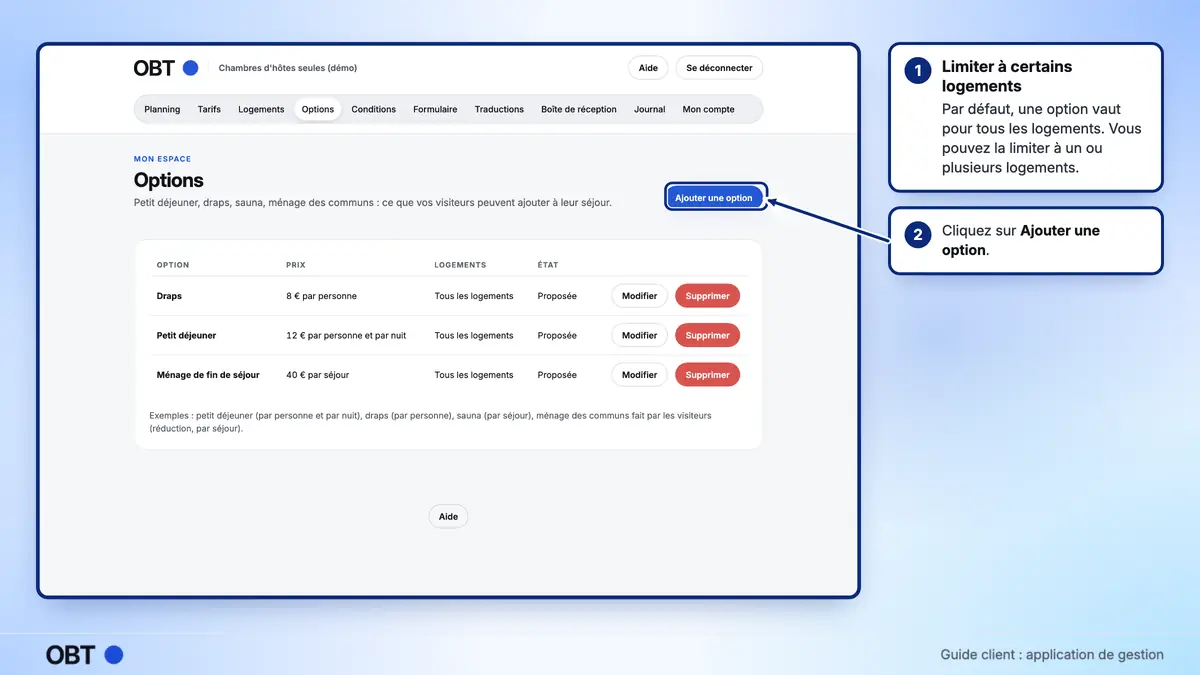 OBT
Chambres d'hôtes seules (démo)
Aide
Se déconnecter
Planning
Tarifs
Logements
Options
Conditions
Formulaire
Traductions
Boîte de réception
Journal
Mon compte
MON ESPACE
Options
Petit déjeuner, draps, sauna, ménage des communs : ce que vos visiteurs peuvent ajouter à leur séjour.
Ajouter une option
OPTION PRIX LOGEMENTS ÉTAT
Draps 8 € par personne Tous les logements Proposée Modifier Supprimer
Petit déjeuner 12 € par personne et par nuit Tous les logements Proposée Modifier Supprimer
Ménage de fin de séjour 40 € par séjour Tous les logements Proposée Modifier Supprimer
Exemples : petit déjeuner (par personne et par nuit), draps (par personne), sauna (par séjour), ménage des communs fait par les visiteurs
(réduction, par séjour).
Aide
1 Limiter à certains
logements
Par défaut, une option vaut
pour tous les logements. Vous
pouvez la limiter à un ou
plusieurs logements.
2 Cliquez sur Ajouter une
option.
OBT
Guide client : application de gestion